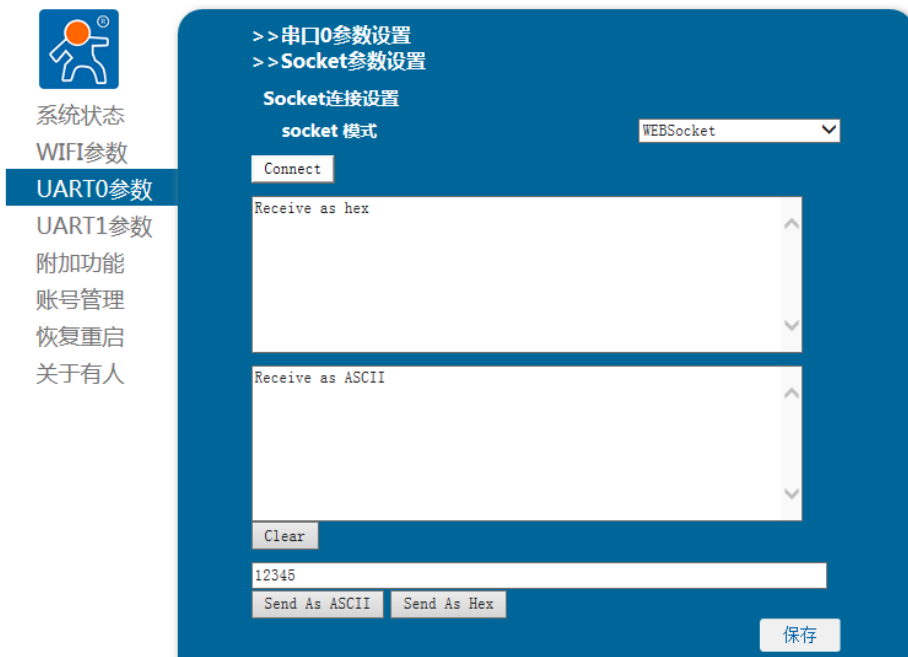 ®
系统状态
WIFI参数
UART0参数
UART1参数
附加功能
账号管理
恢复重启
关于有人
>>串口0参数设置
>>Socket参数设置
Socket连接设置
socket 模式
WEBSocket
Connect
Receive as hex
Receive as ASCII
Clear
12345
Send As ASCII
Send As Hex
保存